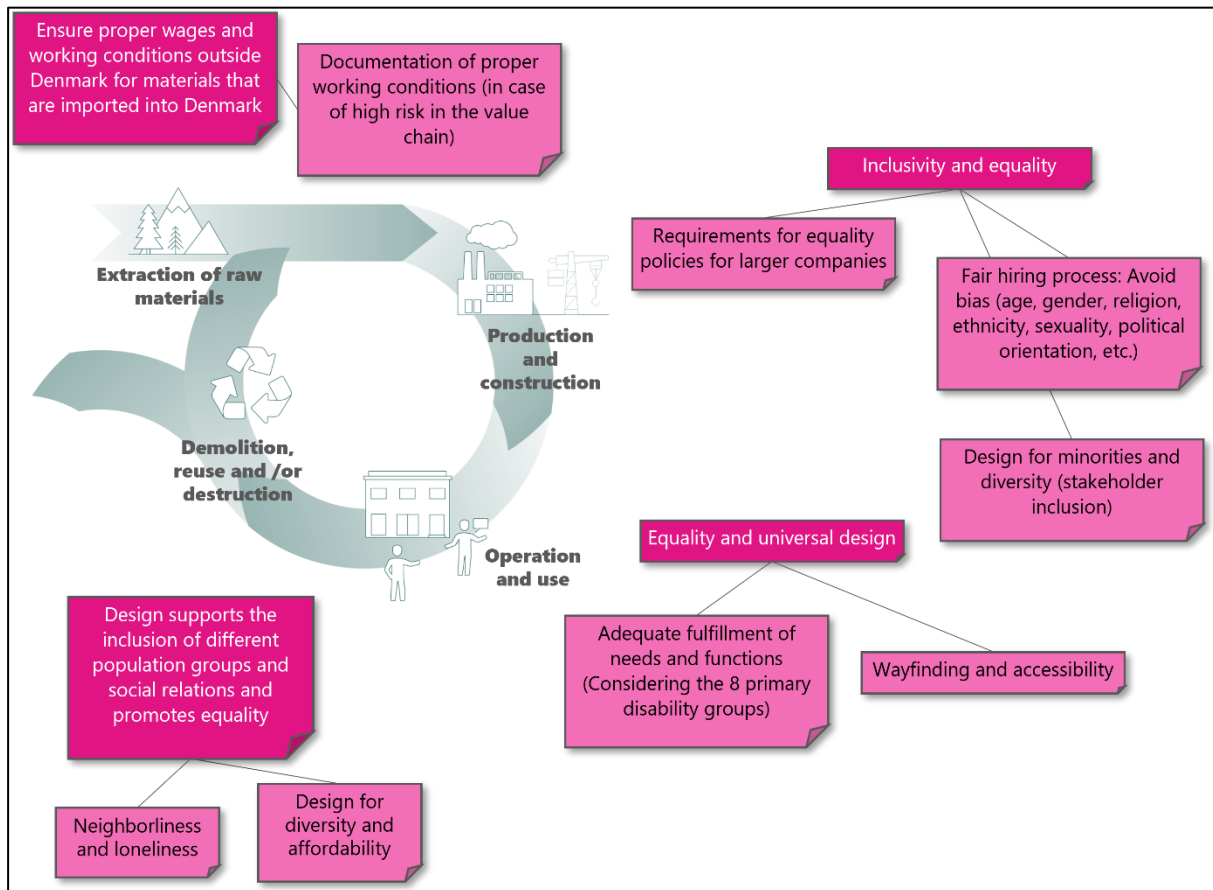 Ensure proper wages and
working conditions outside
Denmark for materials that
are imported into Denmark
Documentation of proper
working conditions (in case
of high risk in the value
chain)
Inclusivity and equality
Requirements for equality
policies for larger companies
Fair hiring process: Avoid
bias (age, gender, religion,
ethnicity, sexuality, political
orientation, etc.)
Design for minorities and
diversity (stakeholder
inclusion)
Extraction of raw
materials
Production
and
construction
Demolition,
reuse and /or
destruction
Operation
and use
Equality and universal design
Adequate fulfillment of
needs and functions
(Considering the 8 primary
disability groups)
Wayfinding and accessibility
Design supports the
inclusion of different
population groups and
social relations and
promotes equality
Neighborliness
and loneliness
Design for
diversity and
affordability